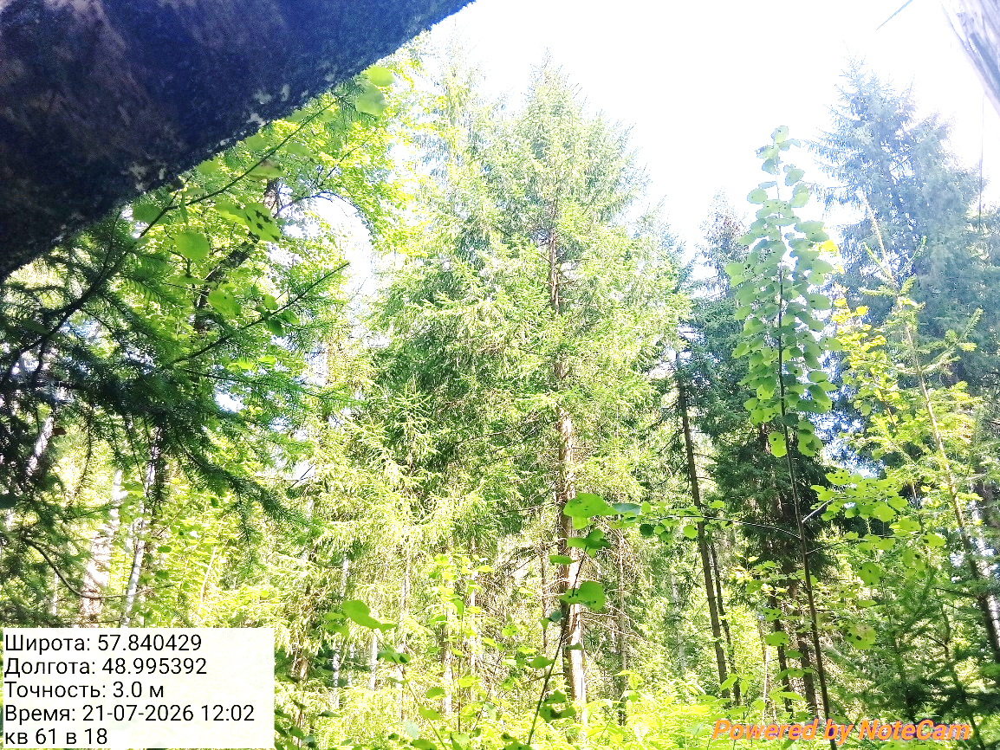 Широта: 57.840429
Долгота: 48.995392
Точность: 3.0 м
Время: 21-07-2026 12:02
кв 61 в 18
Powered by NoteCam